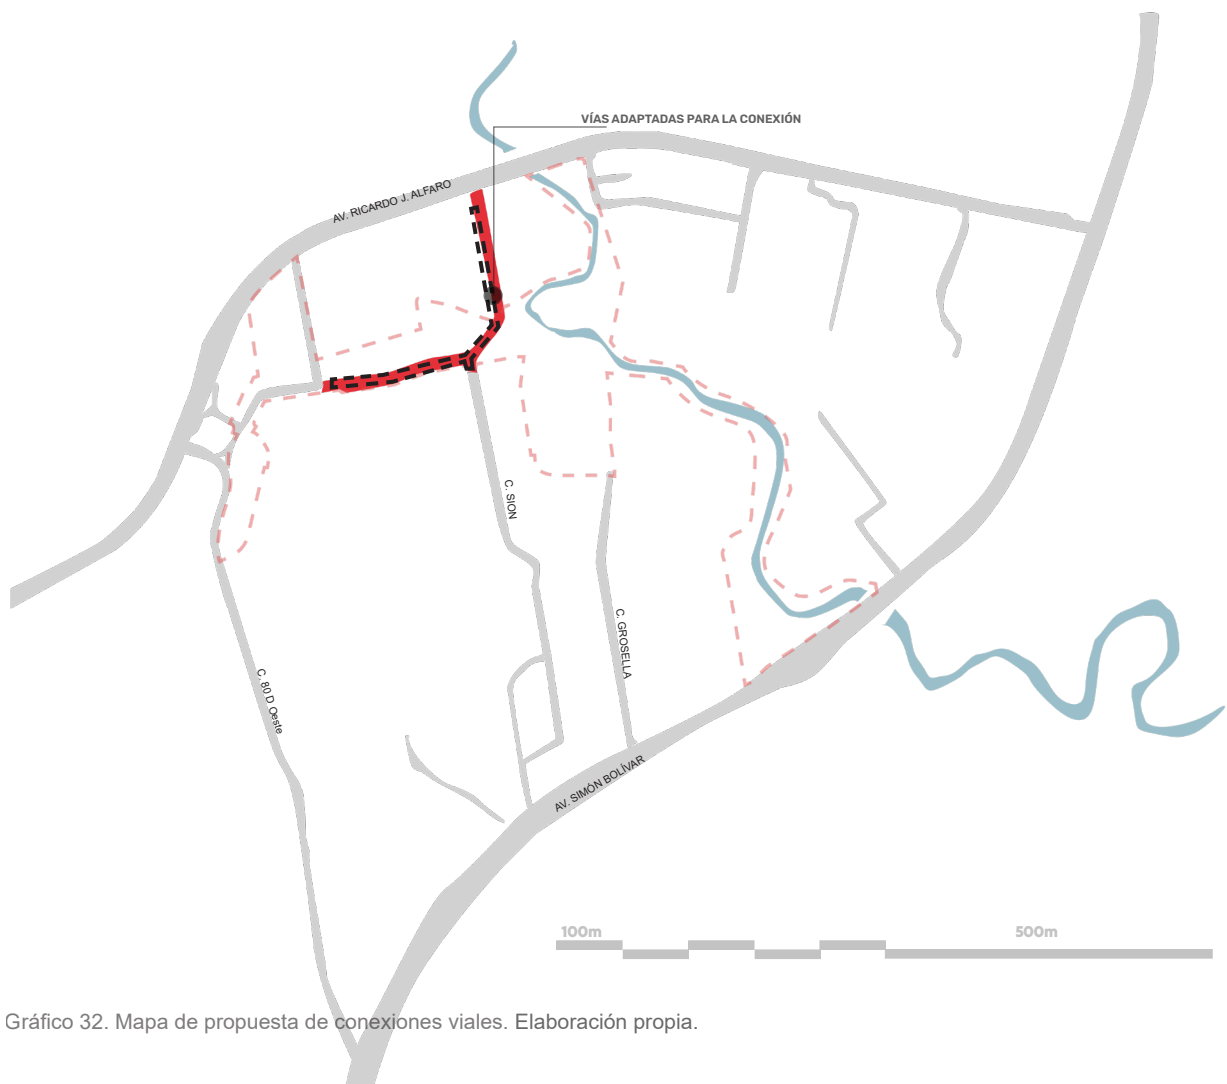 VÍAS ADAPTADAS PARA LA CONEXIÓN
AV. RICARDO J. ALFARO
C. SION
C. GROSELLA
C. 80 D Oeste
AV. SIMÓN BOLÍVAR
100m
500m
Gráfico 32. Mapa de propuesta de conexiones viales. Elaboración propia.